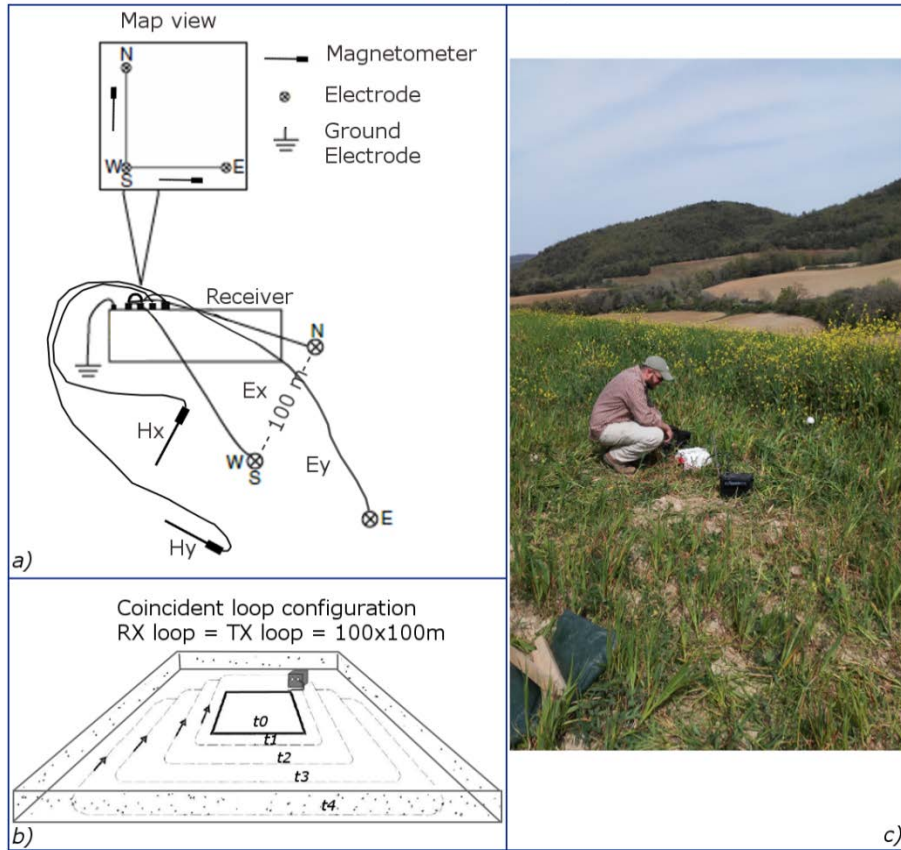 Map view
N
Magnetometer
Electrode
Ground
Electrode
W
E
S
Receiver
N
Ex
100 m
Hx
W
Ey
S
E
Hy
a)
Coincident loop configuration
RX loop = TX loop = 100x100m
t0
t1
t2
t3
t4
b)
c)